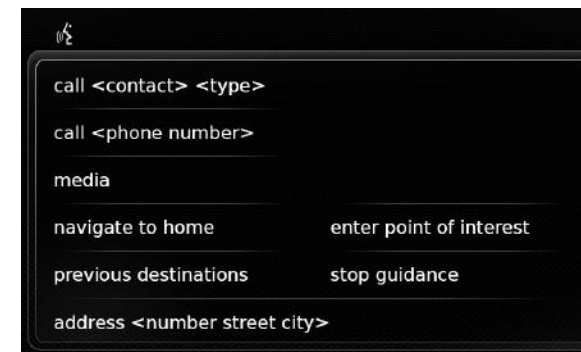 call <contact> <type>
call <phone number>
media
navigate to home enter point of interest
previous destinations stop guidance
address <number street city>